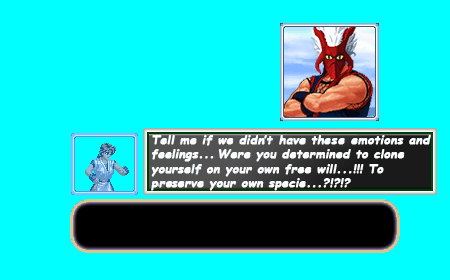 Tell me if we didn't have these emotions and
feelings... Were you determined to clone
yourself on your own free will...!!! To
preserve your own specie...?!?!?